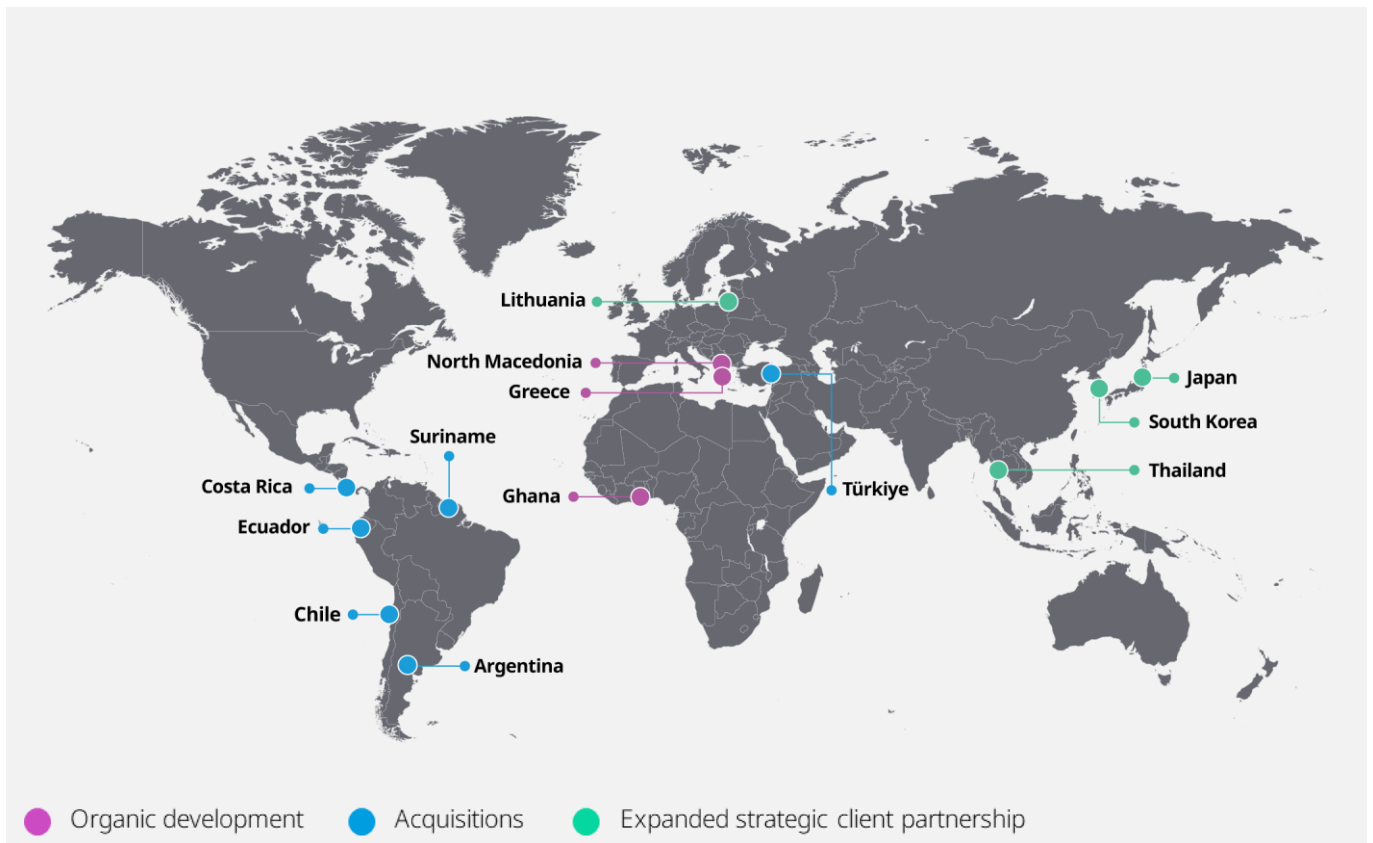 Lithuania
North Macedonia
Greece
Japan
South Korea
Suriname
Thailand
Costa Rica
Ghana
Türkiye
Ecuador
Chile
Argentina
Organic development
Acquisitions
Expanded strategic client partnership